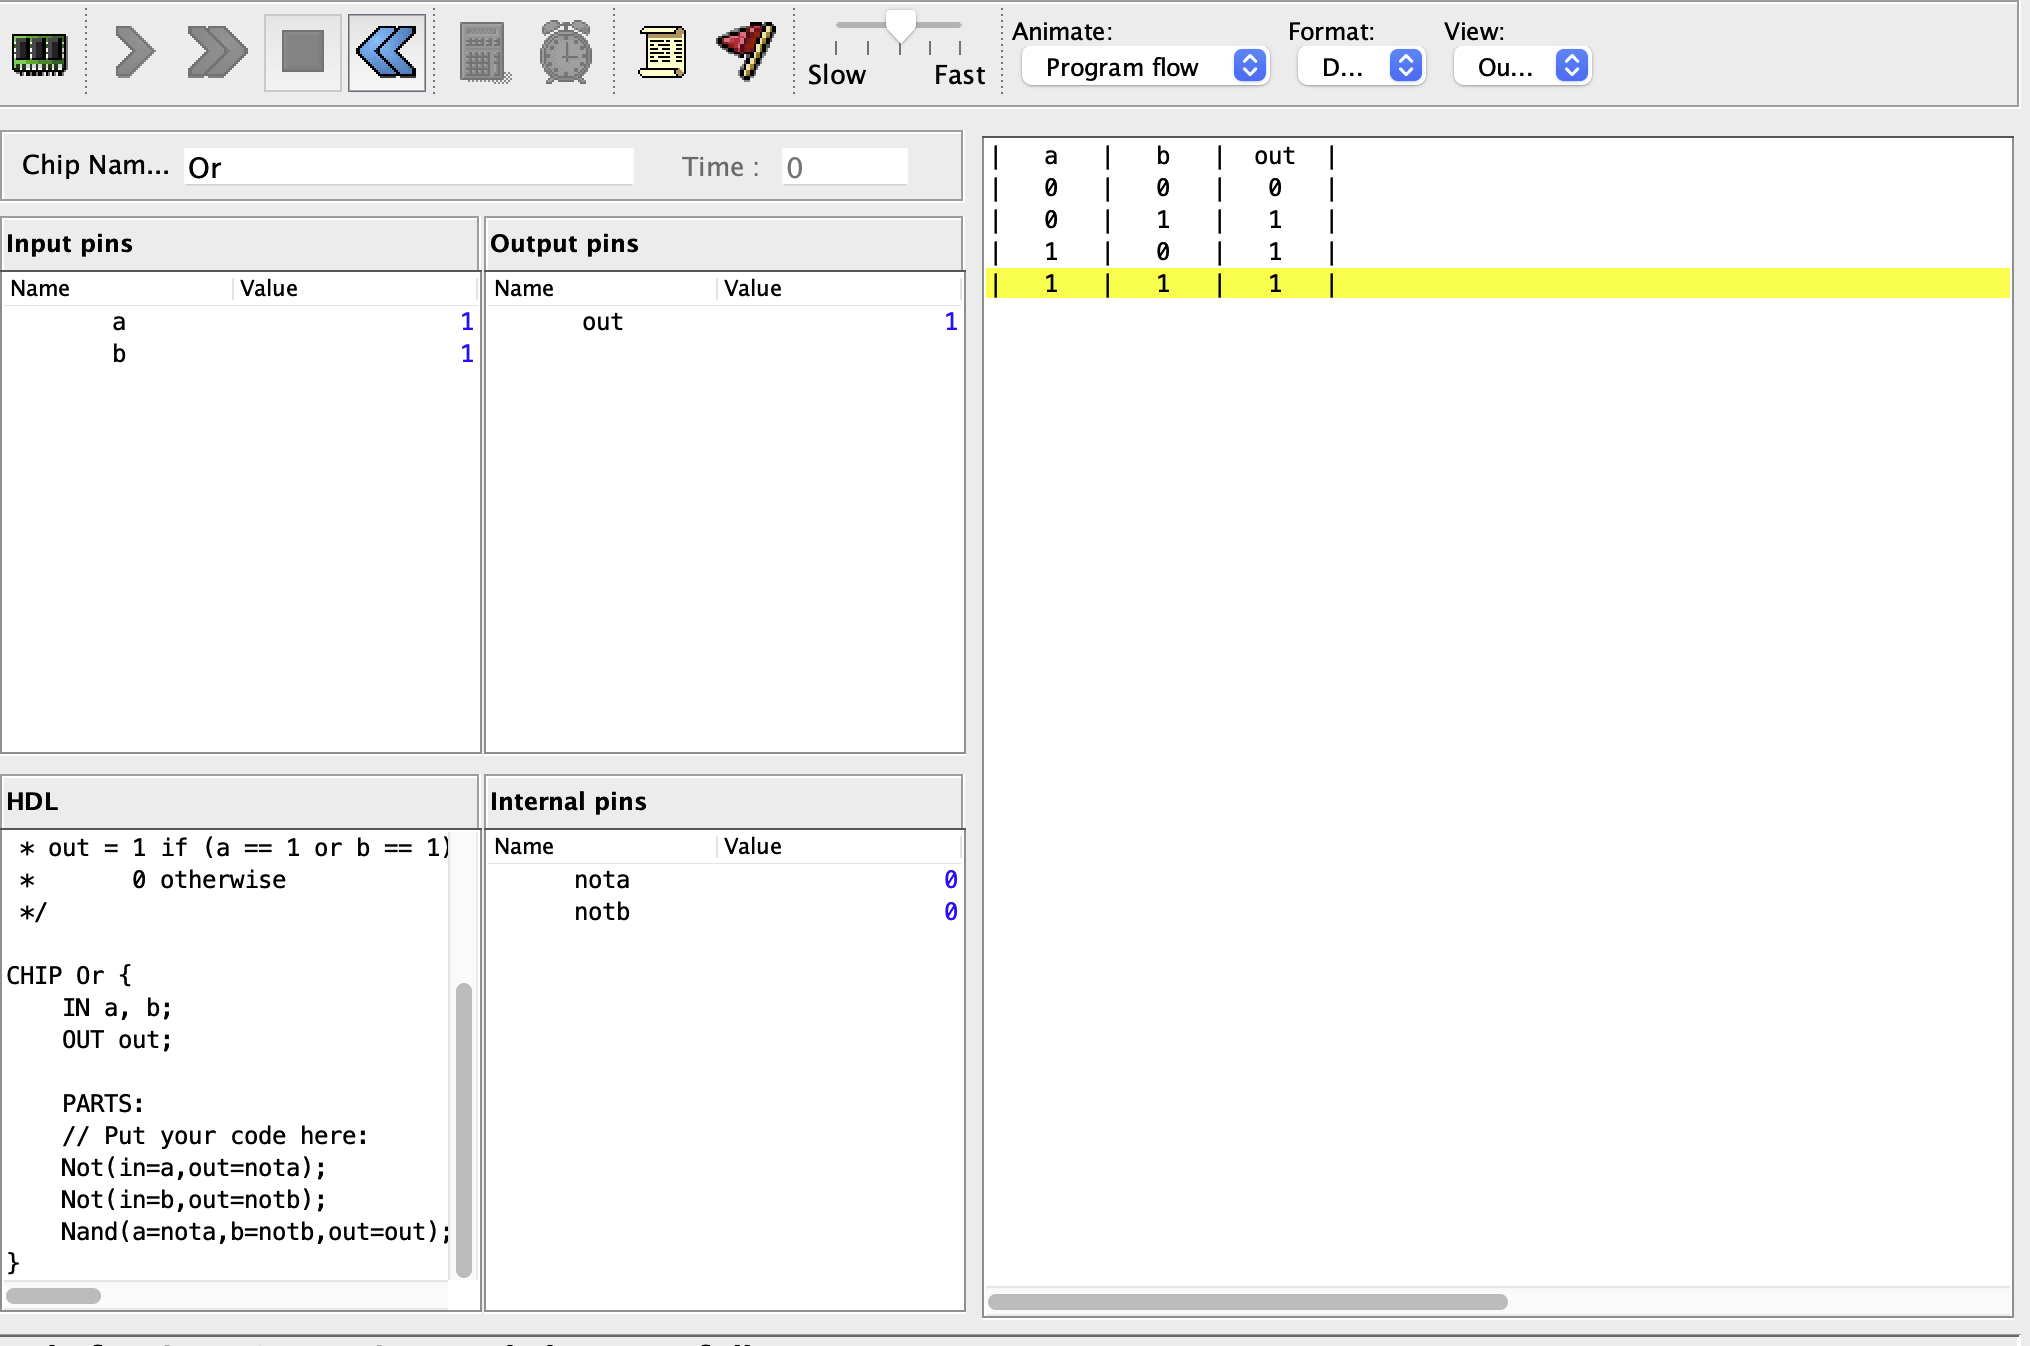 Slow Fast
Animate: Format: View:
Program flow D... Ou...
Chip Nam... Or Time : 0
Input pins
Name Value
a 1
b 1
Output pins
Name Value
out 1
HDL
* out = 1 if (a == 1 or b == 1)
* 0 otherwise
*/
CHIP Or {
IN a, b;
OUT out;
PARTS:
// Put your code here:
Not(in=a,out=nota);
Not(in=b,out=notb);
Nand(a=nota,b=notb,out=out);
}
Internal pins
Name Value
nota 0
notb 0
| a | b | out |
| 0 | 0 | 0 |
| 0 | 1 | 1 |
| 1 | 0 | 1 |
| 1 | 1 | 1 |